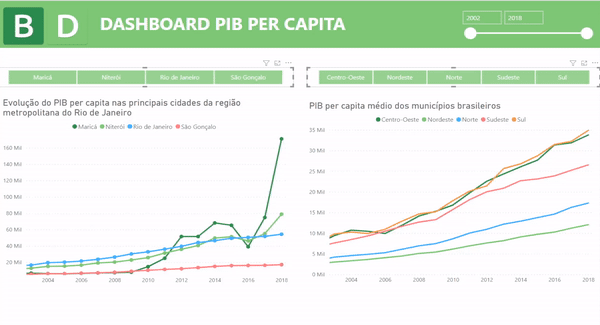 B D
DASHBOARD PIB PER CAPITA
2002 2018
Maricá Niterói Rio de Janeiro São Gonçalo
Centro-Oeste Nordeste Norte Sudeste Sul
Evolução do PIB per capita nas principais cidades da região
metropolitana do Rio de Janeiro
Maricá Niterói Rio de Janeiro São Gonçalo
160 Mil
140 Mil
120 Mil
100 Mil
80 Mil
60 Mil
40 Mil
20 Mil
2004 2006 2008 2010 2012 2014 2016 2018
PIB per capita médio dos municípios brasileiros
Centro-Oeste Nordeste Norte Sudeste Sul
35 Mil
30 Mil
25 Mil
20 Mil
15 Mil
10 Mil
5 Mil
0 Mil
2004 2006 2008 2010 2012 2014 2016 2018